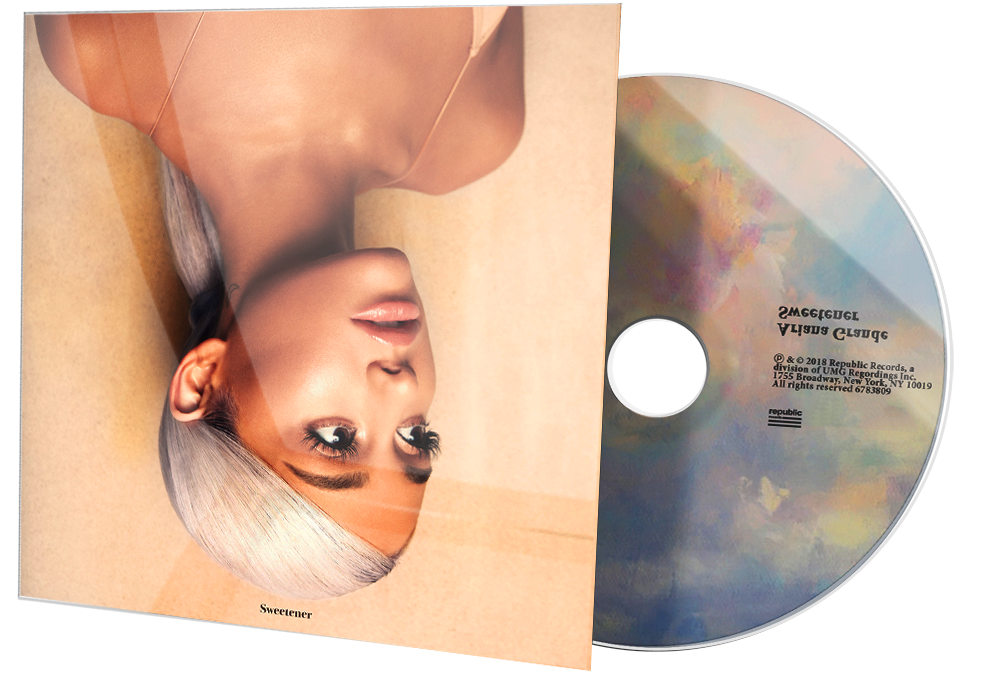 Sweetener
Sweetener
Ariana Grande
℗ & © 2018 Republic Records, a
division of UMG Regordings Inc.
1755 Broadway, New York, NY 10019
All rights reserved 6783809
republic